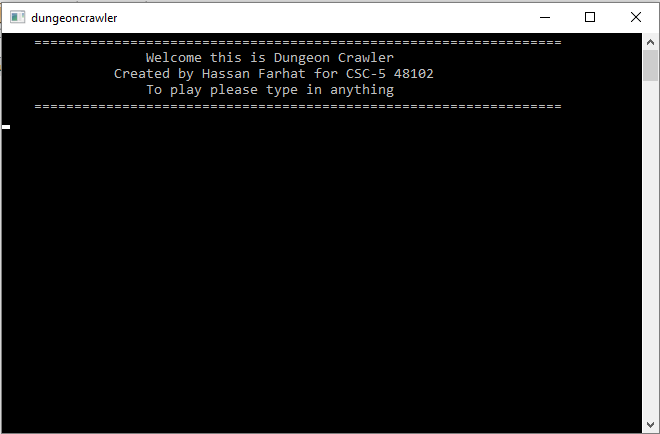 dungeoncrawler
==================================================================
Welcome this is Dungeon Crawler
Created by Hassan Farhat for CSC-5 48102
To play please type in anything
==================================================================